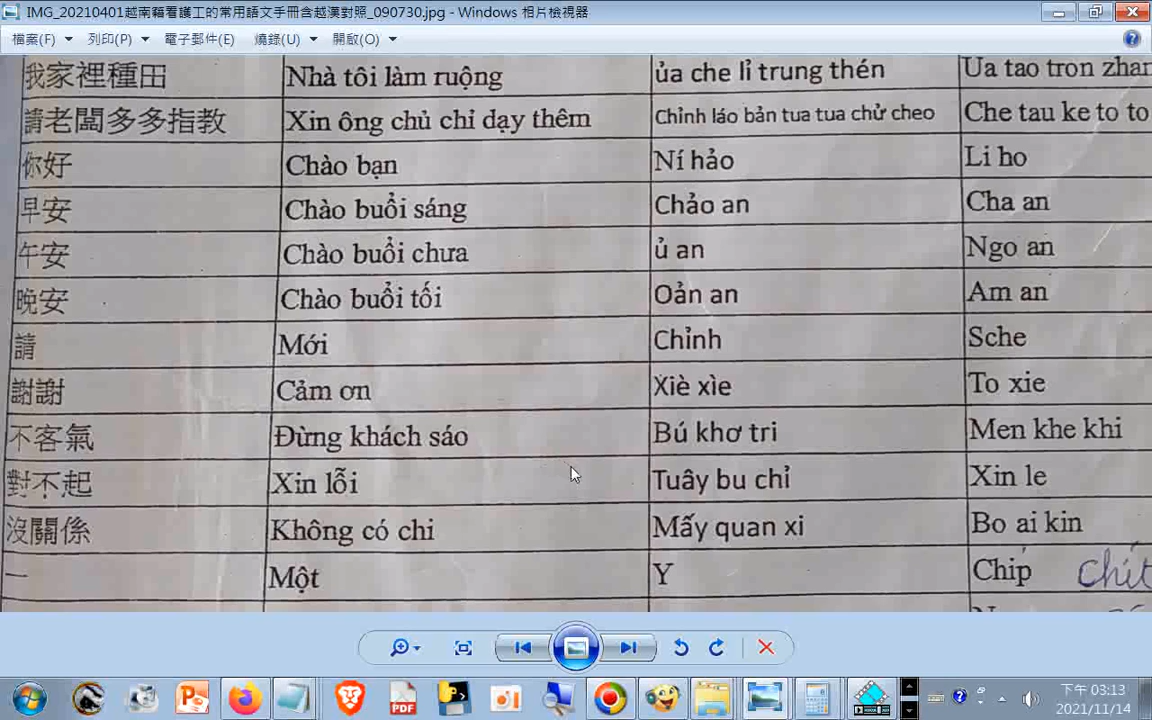 IMG_20210401越南籍看護工的常用語文手冊含越漢對照_090730.jpg - Windows 相片檢視器
檔案(F) 列印(P) 電子郵件(E) 燒錄(U) 開啟(O)
我家裡種田 Nhà tôi làm ruộng ủa che lỉ trung thén Ua tao tron zhan
請老闆多多指教 Xin ông chủ chỉ dạy thêm Chỉnh láo bản tua tua chử cheo Che tau ke to to
你好 Chào bạn Ní hảo Li ho
早安 Chào buổi sáng Chảo an Cha an
午安 Chào buổi chưa ủ an Ngo an
晚安 Chào buổi tối Oản an Am an
請 Mới Chỉnh Sche
謝謝 Cảm ơn Xiè xìe To xie
不客氣 Đừng khách sáo Bú khơ tri Men khe khi
對不起 Xin lỗi Tuây bu chỉ Xin le
沒關係 Không có chi Mấy quan xi Bo ai kin
一 Một Y Chip Chít
PDF
下午 03:13
2021/11/14